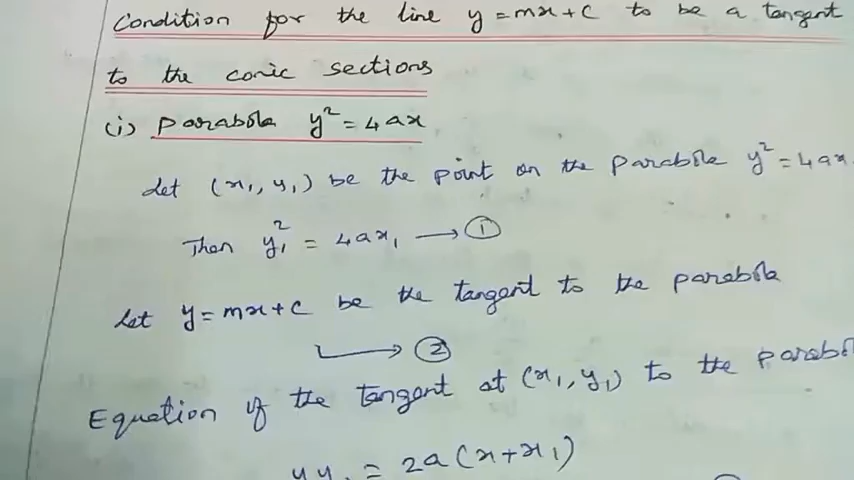 Condition for the line y = mx + c to be a tangent
to the conic sections
(i) Parabola y² = 4ax
Let (x₁, y₁) be the point on the parabola y² = 4ax.
Then y₁² = 4ax₁ → ①
Let y = mx + c be the tangent to the parabola
→ ②
Equation of the tangent at (x₁, y₁) to the
yy₁ = 2a(x + x₁)